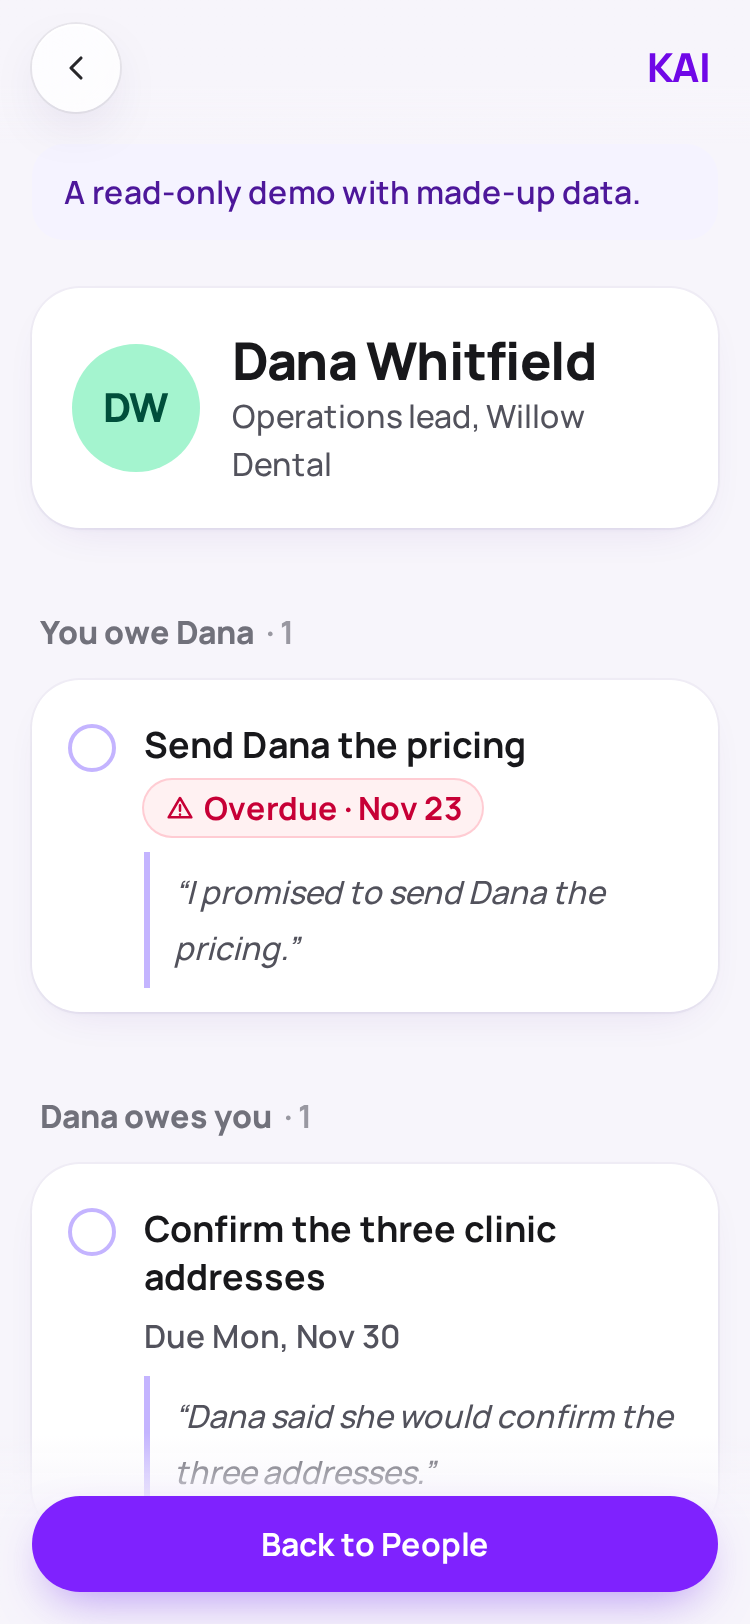 KAI
A read-only demo with made-up data.
DW
Dana Whitfield
Operations lead, Willow
Dental
You owe Dana · 1
Send Dana the pricing
Overdue · Nov 23
“I promised to send Dana the
pricing.”
Dana owes you · 1
Confirm the three clinic
addresses
Due Mon, Nov 30
“Dana said she would confirm the
three addresses.”
Back to People